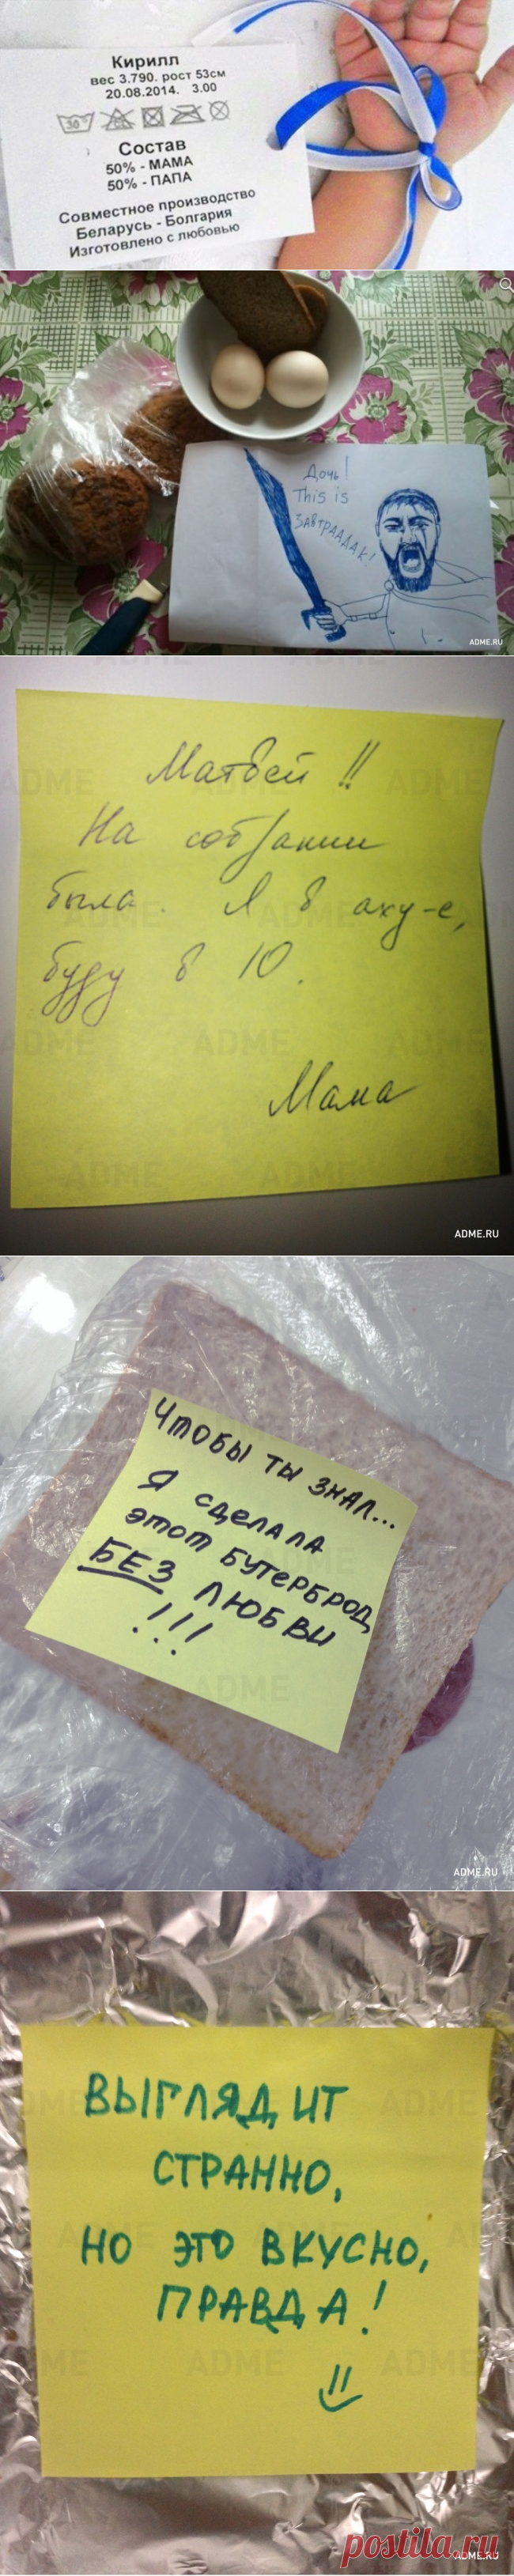 Кирилл
вес 3.790. рост 53см
20.08.2014. 3.00
30°
Состав
50% - МАМА
50% - ПАПА
Совместное производство
Беларусь - Болгария
Изготовлено с любовью
Дочь!
This is
ЗАВТРАААК!
ADME.RU
Матвей !!
На собрании
была. Я в аху-е,
буду в 10.
Мама
ADME.RU
Чтобы ты знал...
Я сделала
этот бутерброд
БЕЗ любви
!!!
ADME.RU
ВЫГЛЯДИТ
СТРАННО,
НО ЭТО ВКУСНО,
ПРАВДА!
ADME.RU
postila.ru